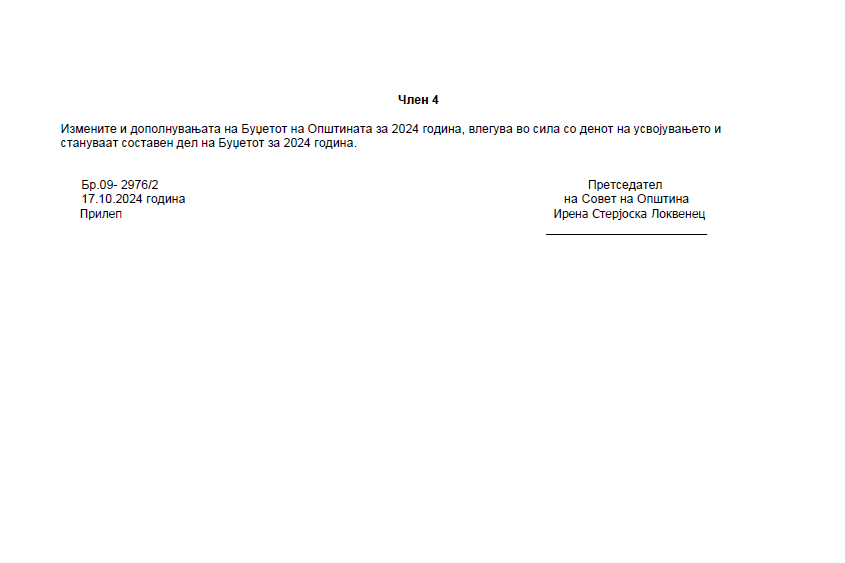 Член 4
Измените и дополнувањата на Буџетот на Општината за 2024 година, влегува во сила со денот на усвојувањето и
стануваат составен дел на Буџетот за 2024 година.
Бр.09- 2976/2
17.10.2024 година
Прилеп
Претседател
на Совет на Општина
Ирена Стерјоска Локвенец